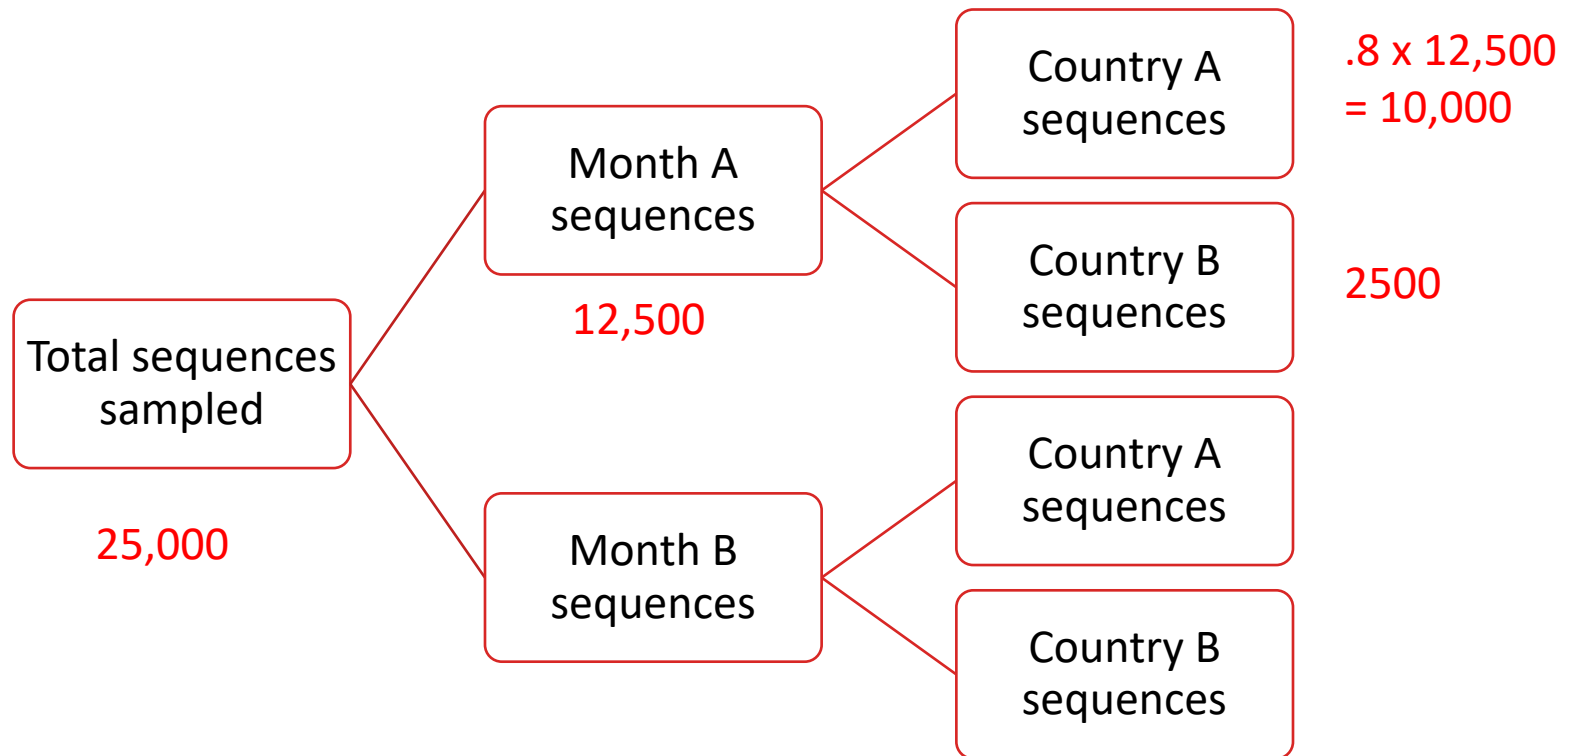 Total sequences
sampled
25,000
Month A
sequences
12,500
Country A
sequences
.8 x 12,500
= 10,000
Country B
sequences
2500
Month B
sequences
Country A
sequences
Country B
sequences